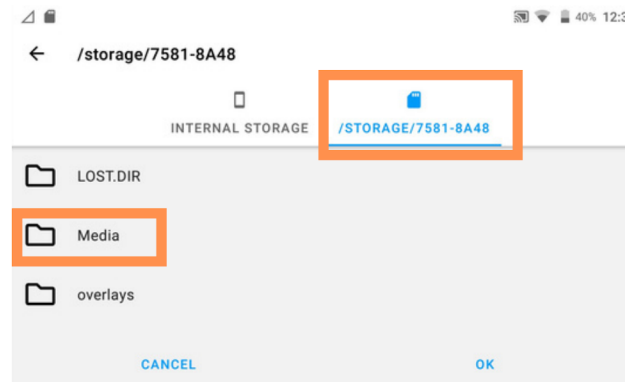 40% 12:3
/storage/7581-8A48
INTERNAL STORAGE
/STORAGE/7581-8A48
LOST.DIR
Media
overlays
CANCEL
OK